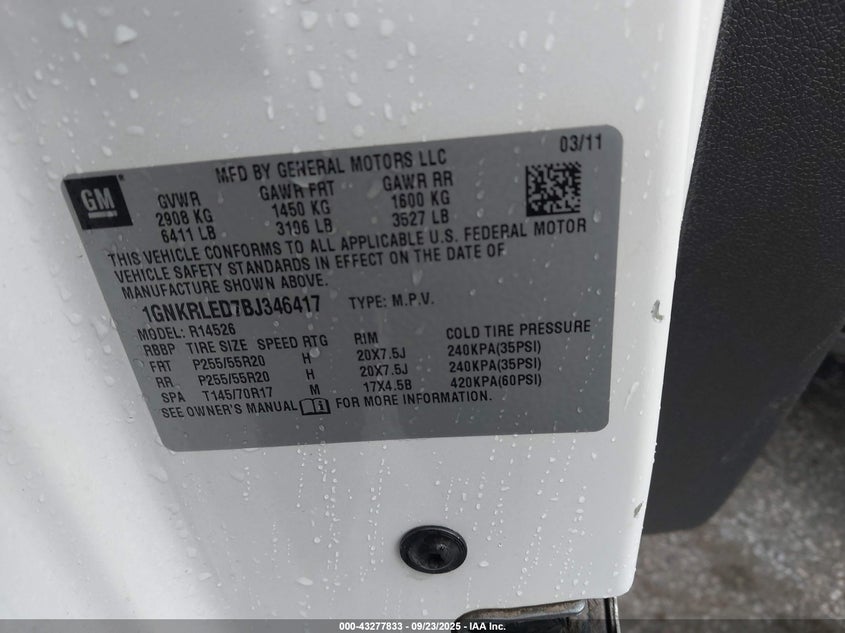 GM
MFD BY GENERAL MOTORS LLC 03/11
GVWR GAWR FRT GAWR RR
2908 KG 1450 KG 1600 KG
6411 LB 3196 LB 3527 LB
THIS VEHICLE CONFORMS TO ALL APPLICABLE U.S. FEDERAL MOTOR
VEHICLE SAFETY STANDARDS IN EFFECT ON THE DATE OF
MANUFACTURE SHOWN ABOVE.
1GNKRLED7BJ346417 TYPE: M.P.V.
MODEL: R14526
RBBP TIRE SIZE SPEED RTG RIM COLD TIRE PRESSURE
FRT P255/55R20 H 20X7.5J 240KPA(35PSI)
RR P255/55R20 H 20X7.5J 240KPA(35PSI)
SPA T145/70R17 M 17X4.5B 420KPA(60PSI)
SEE OWNER'S MANUAL FOR MORE INFORMATION.
000-43277833 - 09/23/2025 - IAA Inc.